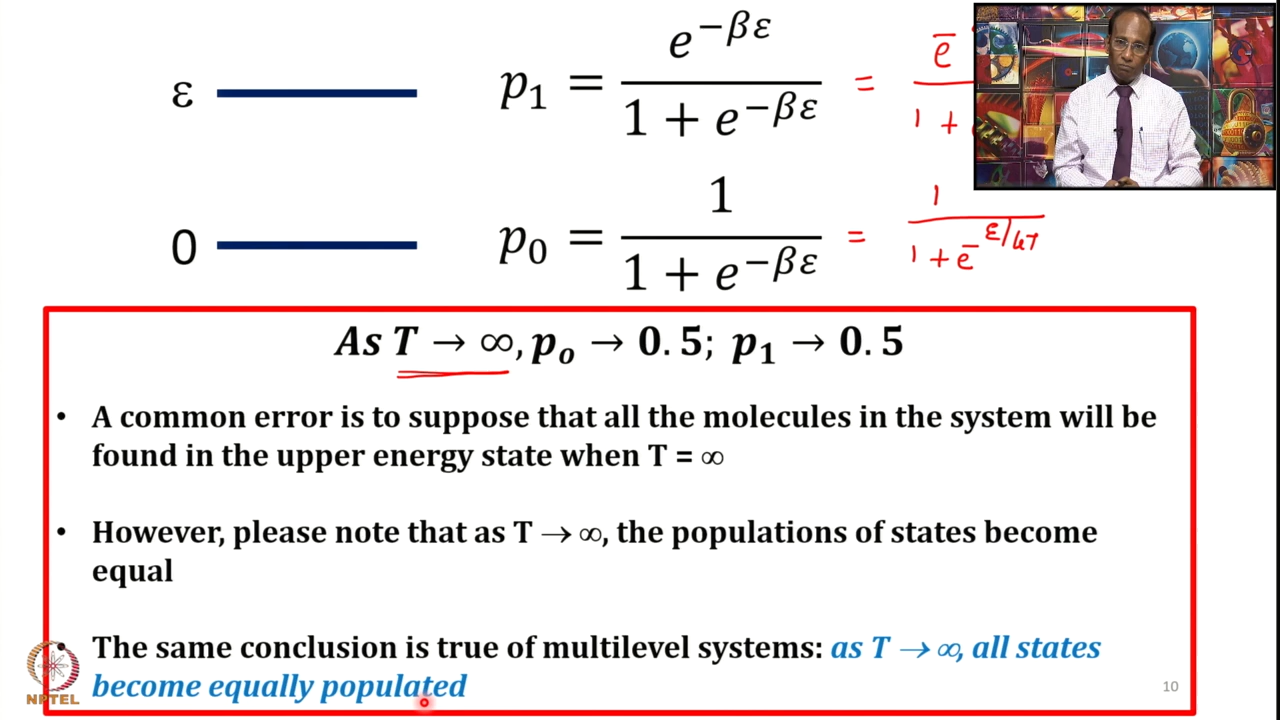 ε p₁ = e^{−βε} / (1 + e^{−βε}) = e^{-} / 1 +
0 p₀ = 1 / (1 + e^{−βε}) = 1 / (1 + e^{-ε/kT})
As T → ∞, pₒ → 0.5; p₁ → 0.5
• A common error is to suppose that all the molecules in the system will be
found in the upper energy state when T = ∞
• However, please note that as T → ∞, the populations of states become
equal
• The same conclusion is true of multilevel systems: as T → ∞, all states
become equally populated
10
NPTEL